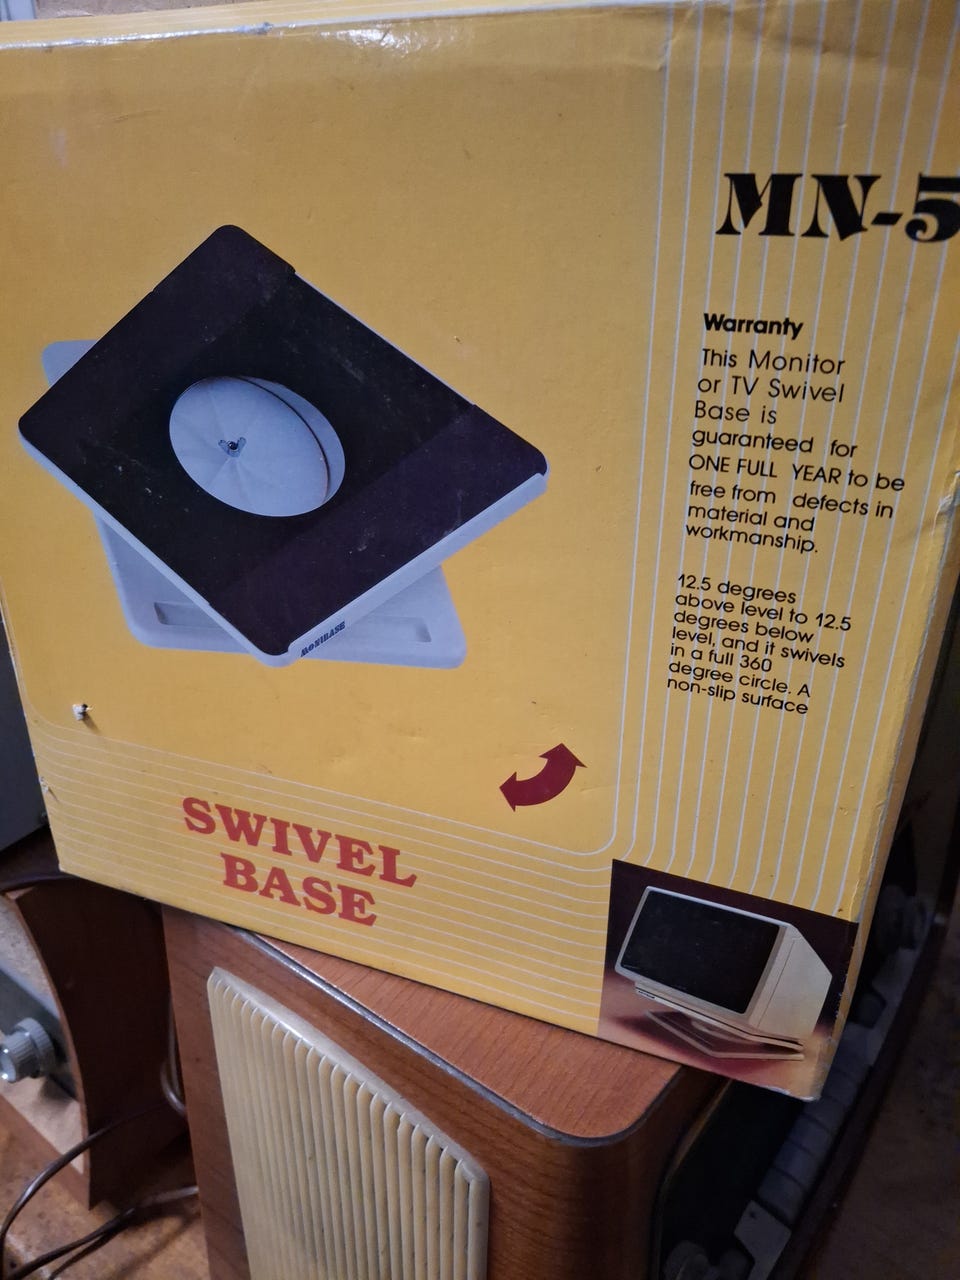 MN-5
Warranty
This Monitor
or TV Swivel
Base is
guaranteed for
ONE FULL YEAR to be
free from defects in
material and
workmanship.
12.5 degrees
above level to 12.5
degrees below
level, and it swivels
in a full 360
degree circle. A
non-slip surface
MONIBASE
SWIVEL
BASE